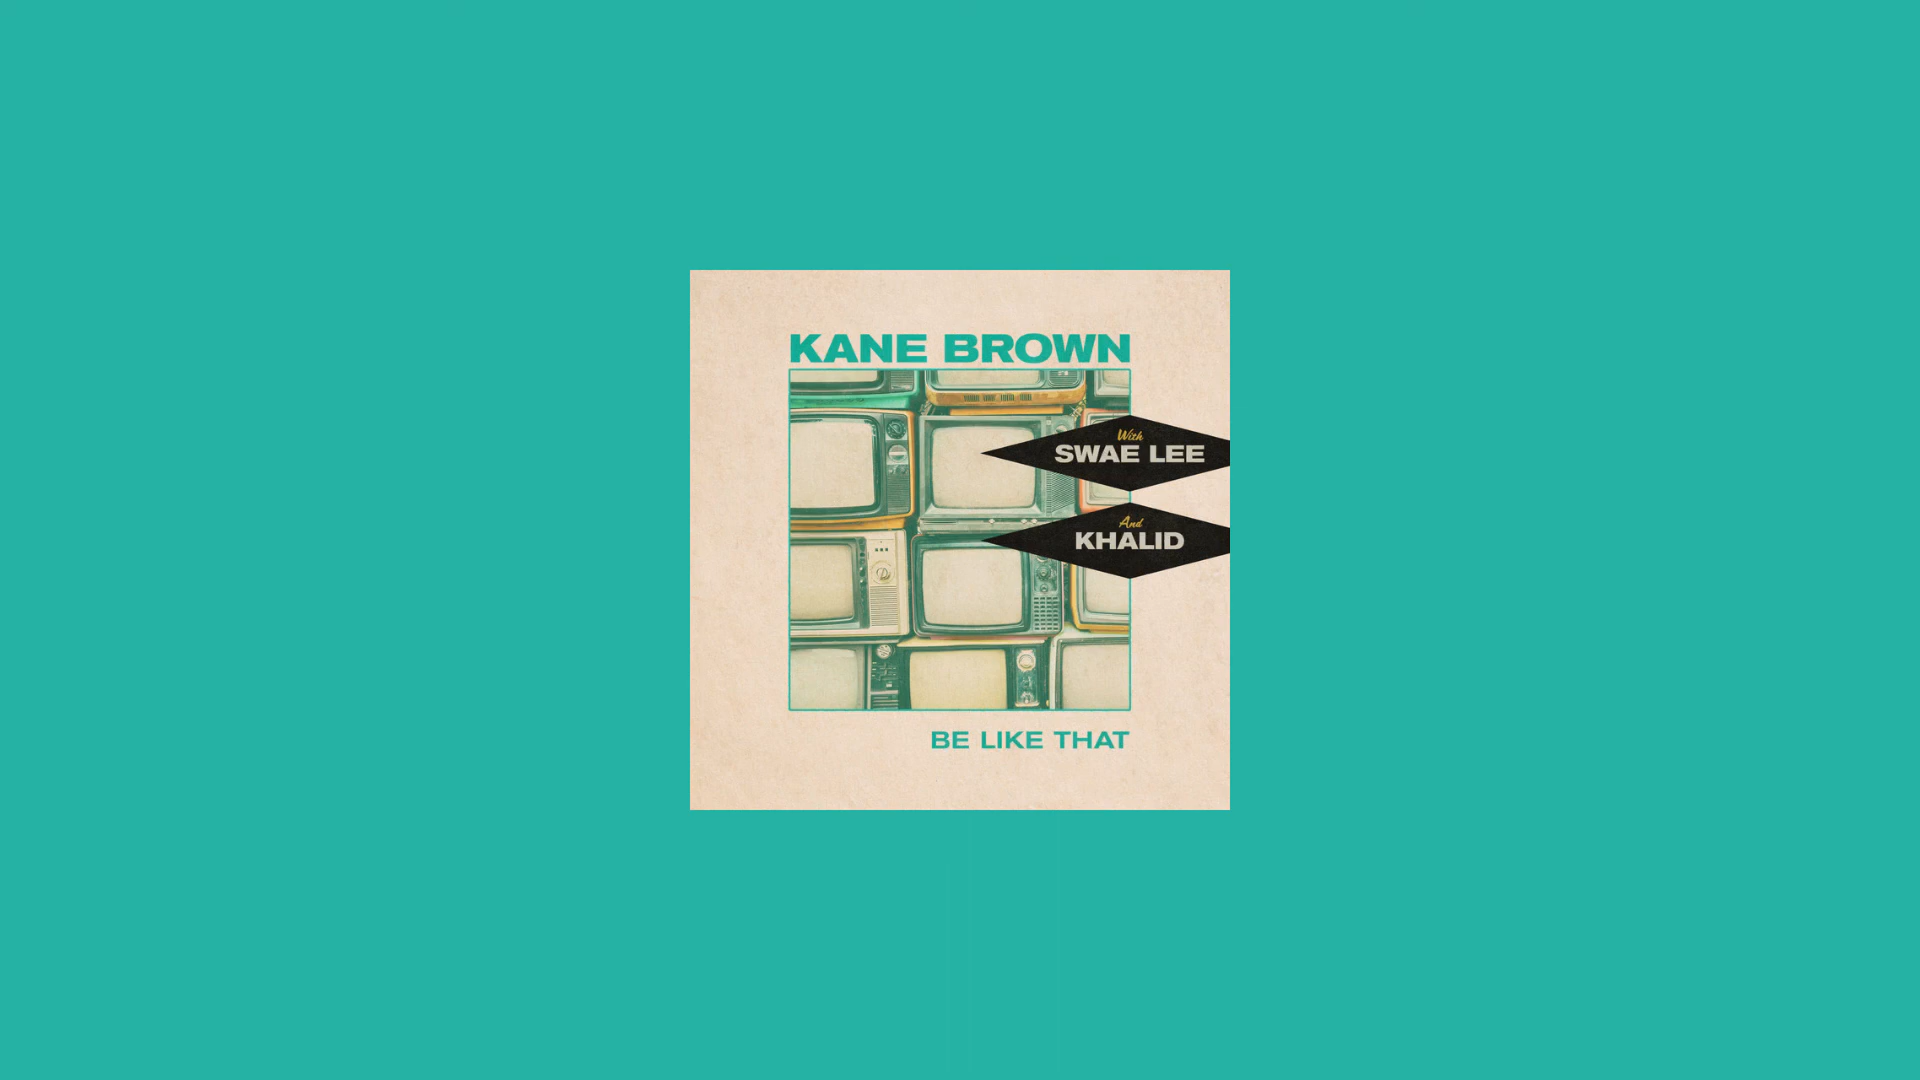 KANE BROWN
With
SWAE LEE
And
KHALID
BE LIKE THAT